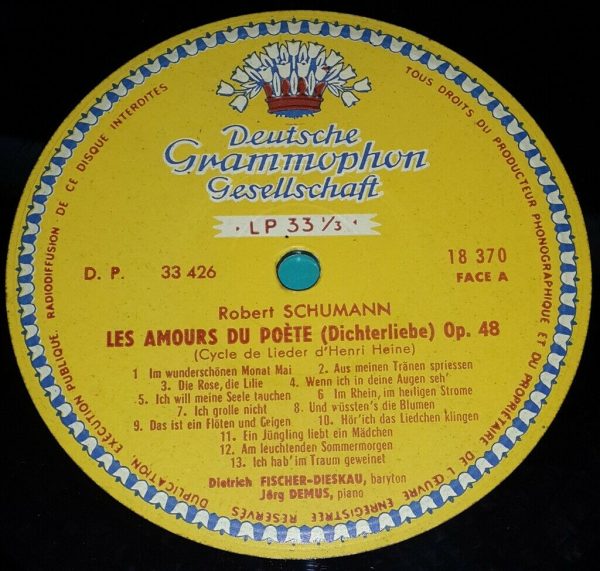 Deutsche
Grammophon
Gesellschaft
LP 33 1/3
D. P. 33 426
18 370
FACE A
Robert SCHUMANN
LES AMOURS DU POÈTE (Dichterliebe) Op. 48
(Cycle de Lieder d'Henri Heine)
1 Im wunderschönen Monat Mai 2. Aus meinen Tränen spriessen
3. Die Rose, die Lilie 4. Wenn ich in deine Augen seh'
5. Ich will meine Seele tauchen 6 Im Rhein, im heiligen Strome
7. Ich grolle nicht 8. Und wüssten's die Blumen
9. Das ist ein Flöten und Geigen 10. Hör'ich das Liedchen klingen
11. Ein Jüngling liebt ein Mädchen
12. Am leuchtenden Sommermorgen
13. Ich hab' im Traum geweinet
Dietrich FISCHER-DIESKAU, baryton
Jörg DEMUS, piano
TOUS DROITS DU PRODUCTEUR PHONOGRAPHIQUE ET DU PROPRIÉTAIRE DE L'ŒUVRE ENREGISTRÉE RÉSERVÉS
DUPLICATION, EXÉCUTION PUBLIQUE, RADIODIFFUSION DE CE DISQUE INTERDITES